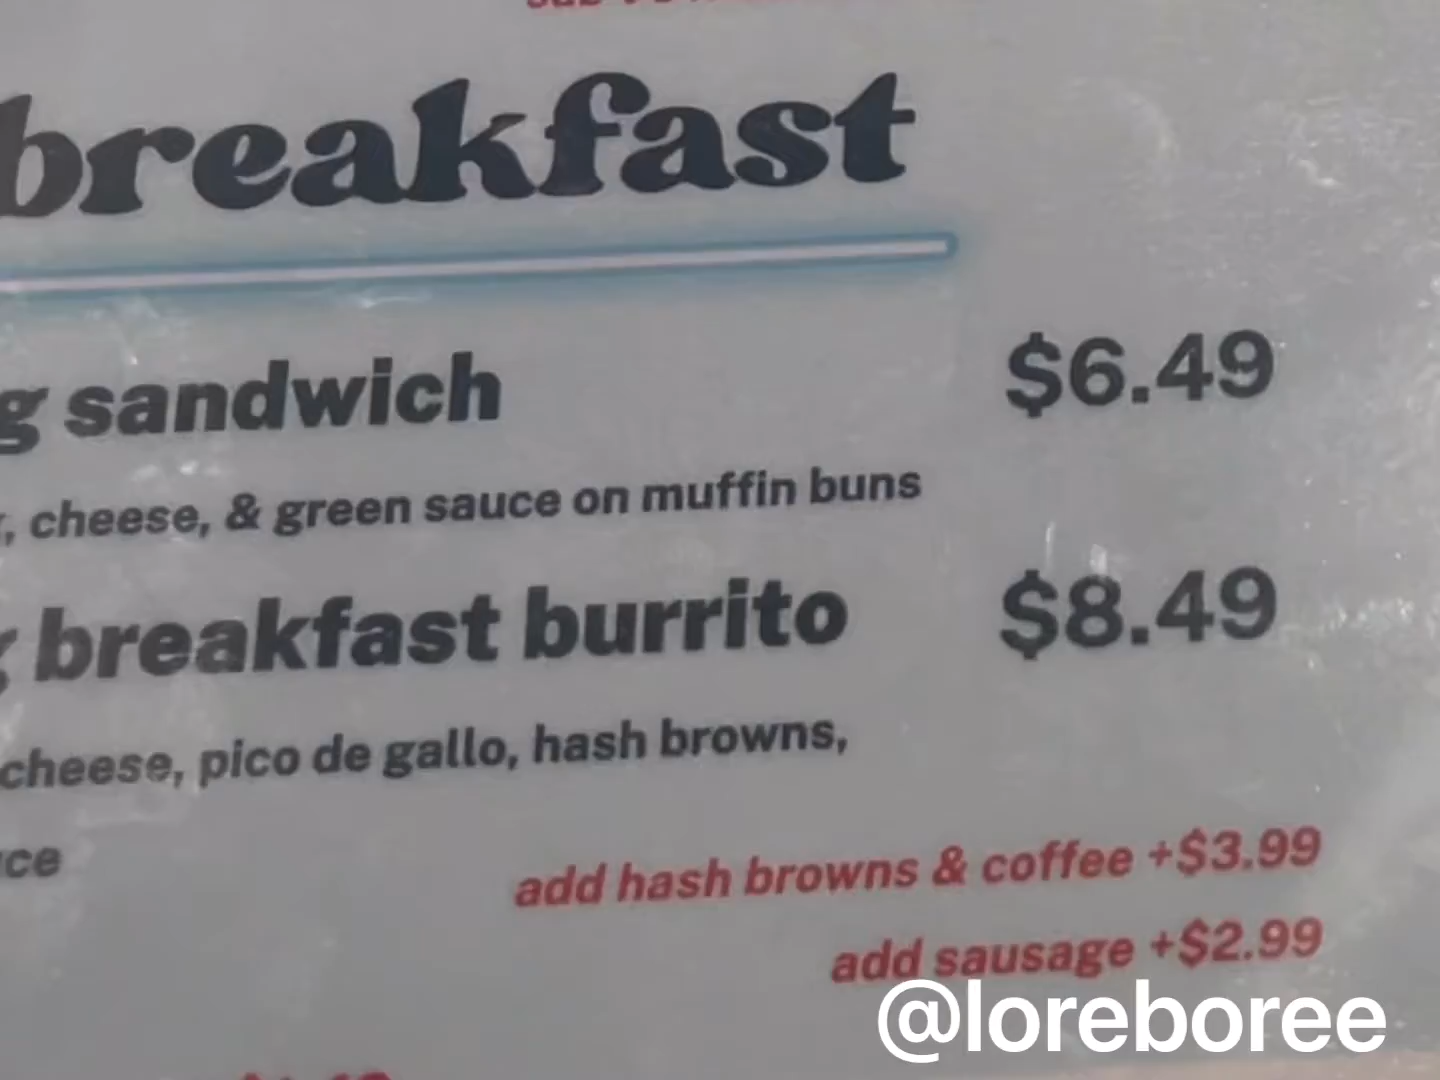 breakfast
sandwich $6.49
, cheese, & green sauce on muffin buns
breakfast burrito $8.49
cheese, pico de gallo, hash browns,
add hash browns & coffee +$3.99
add sausage +$2.99
@loreboree